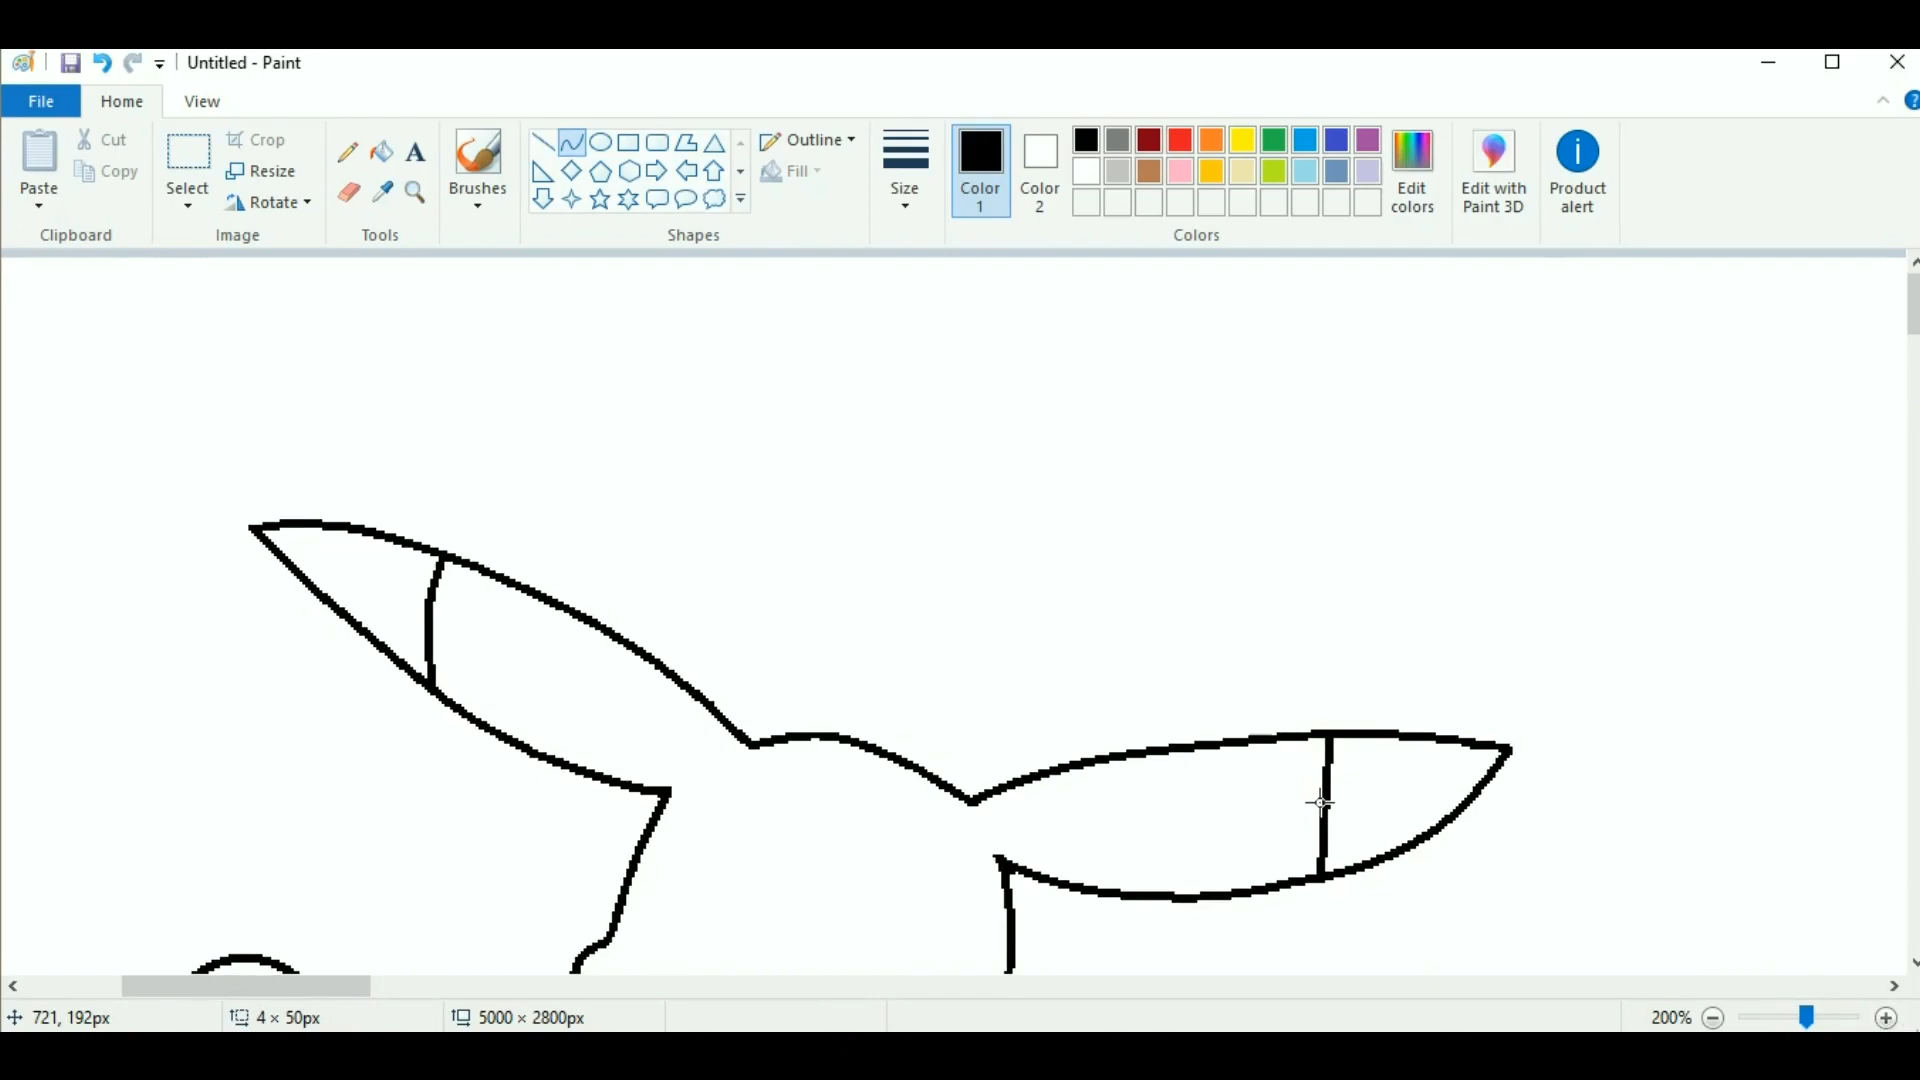 Untitled - Paint
File Home View
Paste
Cut
Copy
Clipboard
Select
Crop
Resize
Rotate
Image
A
Tools
Brushes
Shapes
Outline
Fill
Size
Color
1
Color
2
Colors
Edit
colors
Edit with
Paint 3D
Product
alert
721, 192px
4 × 50px
5000 × 2800px
200%